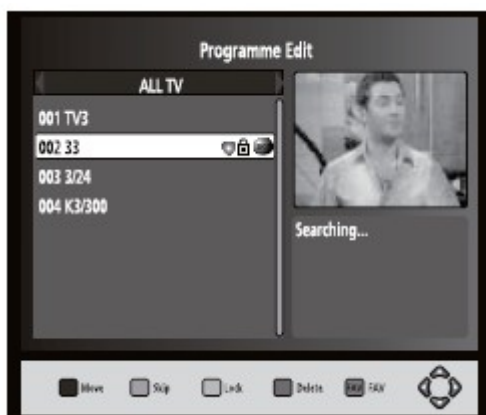 Programme Edit
ALL TV
001 TV3
002 33
003 3/24
004 K3/300
Searching...
Move Skip Lock Delete FAV FAV